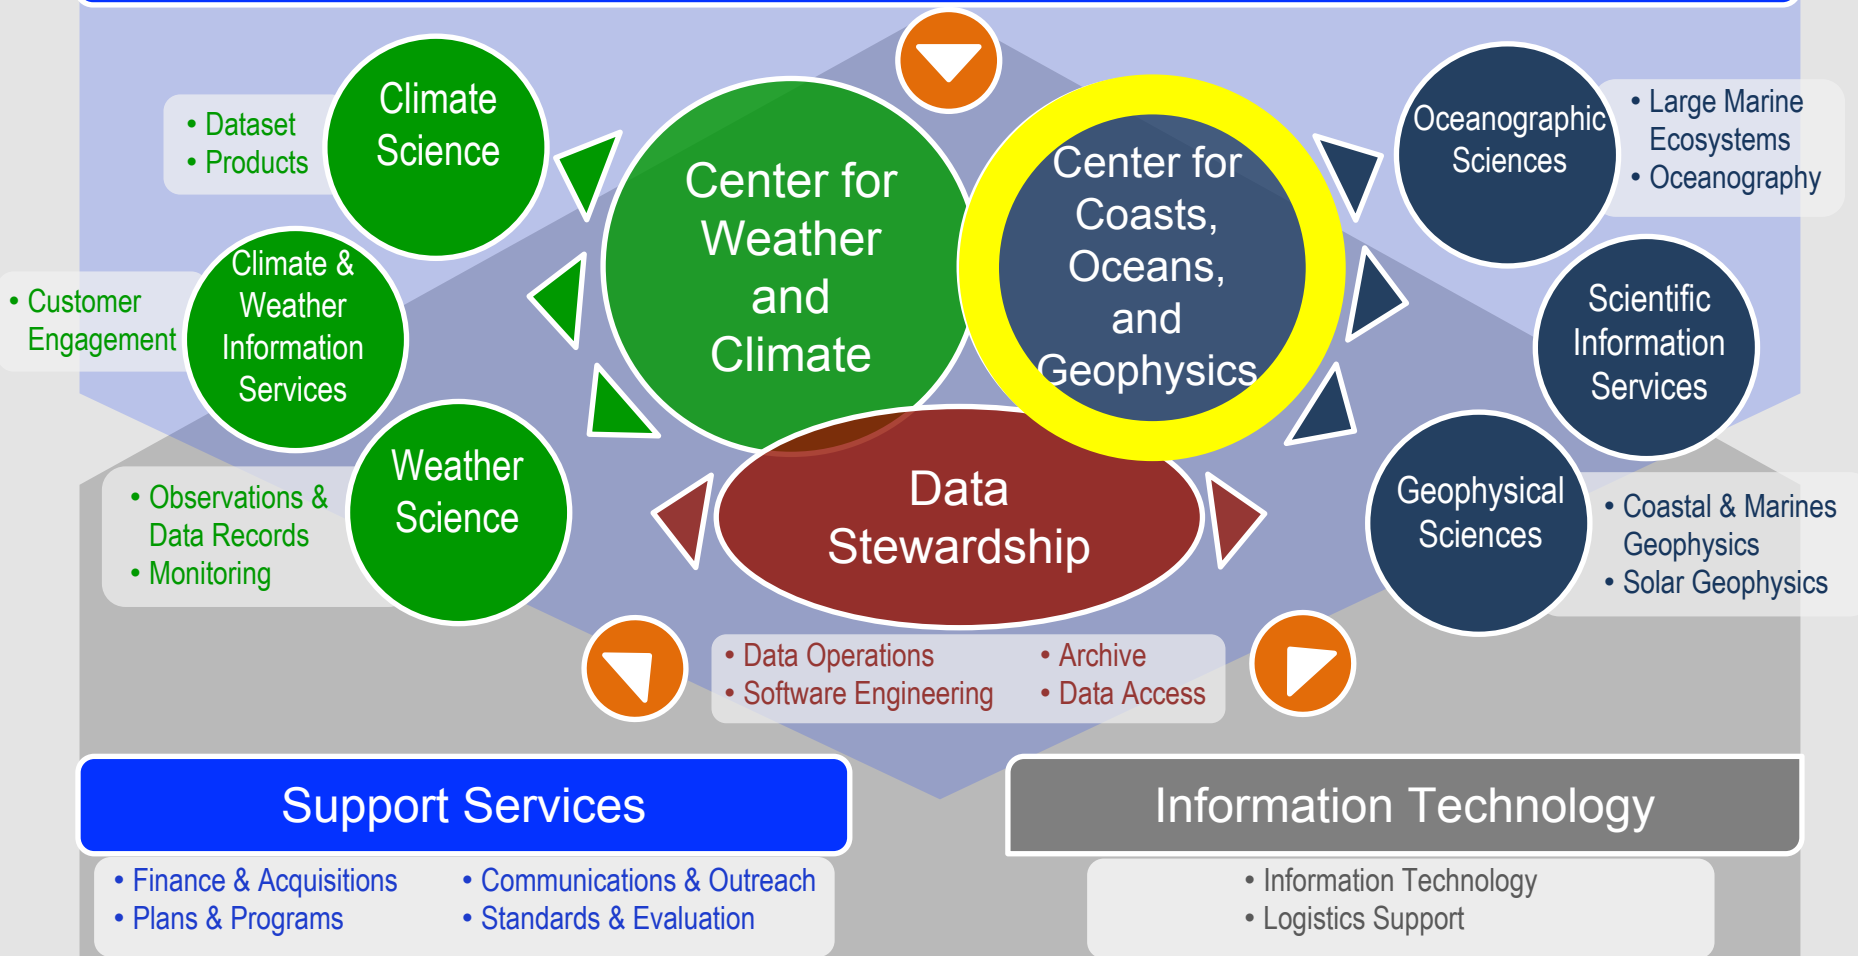 Climate
Science
• Dataset
• Products
Climate &
Weather
Information
Services
• Customer
Engagement
Weather
Science
• Observations &
Data Records
• Monitoring
Center for
Weather
and
Climate
Center for
Coasts,
Oceans,
and
Geophysics
Oceanographic
Sciences
• Large Marine
Ecosystems
• Oceanography
Scientific
Information
Services
Geophysical
Sciences
• Coastal & Marines
Geophysics
• Solar Geophysics
Data
Stewardship
• Data Operations
• Software Engineering
• Archive
• Data Access
Support Services
• Finance & Acquisitions
• Plans & Programs
• Communications & Outreach
• Standards & Evaluation
Information Technology
• Information Technology
• Logistics Support